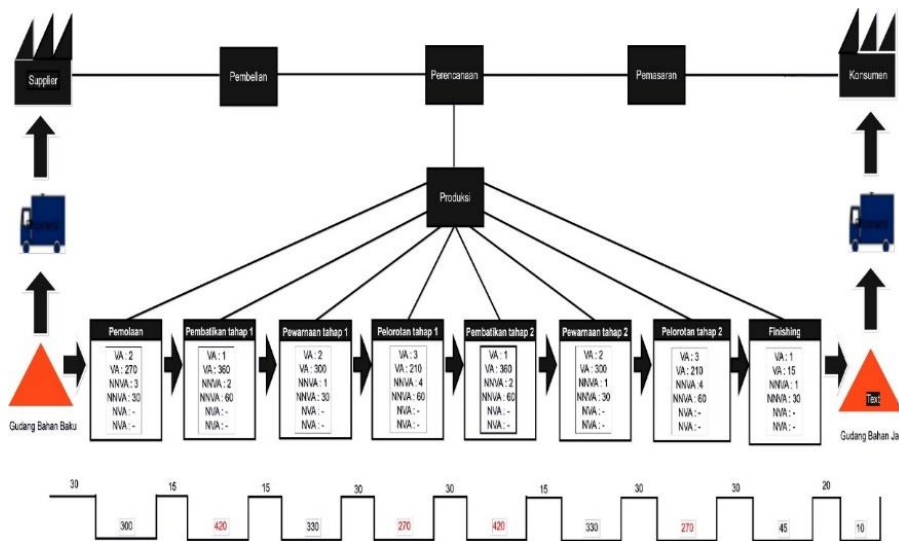 Supplier
Pembelian
Perencanaan
Pemasaran
Konsumen
Produksi
Pemolaan
VA : 2
VA : 270
NNVA : 3
NNVA : 30
NVA : -
NVA : -
Pembatikan tahap 1
VA : 1
VA : 360
NNVA : 2
NNVA : 60
NVA : -
NVA : -
Pewarnaan tahap 1
VA : 2
VA : 300
NNVA : 1
NNVA : 30
NVA : -
NVA : -
Pelorotan tahap 1
VA : 3
VA : 210
NNVA : 4
NNVA : 60
NVA : -
NVA : -
Pembatikan tahap 2
VA : 1
VA : 360
NNVA : 2
NNVA : 60
NVA : -
NVA : -
Pewarnaan tahap 2
VA : 2
VA : 300
NNVA : 1
NNVA : 30
NVA : -
NVA : -
Pelorotan tahap 2
VA : 3
VA : 210
NNVA : 4
NNVA : 60
NVA : -
NVA : -
Finishing
VA : 1
VA : 15
NNVA : 1
NNVA : 30
NVA : -
NVA : -
Gudang Bahan Baku
Text
Gudang Bahan Ja
30 15 15 30 30 15 30 30 20
300 420 330 270 420 330 270 45 10